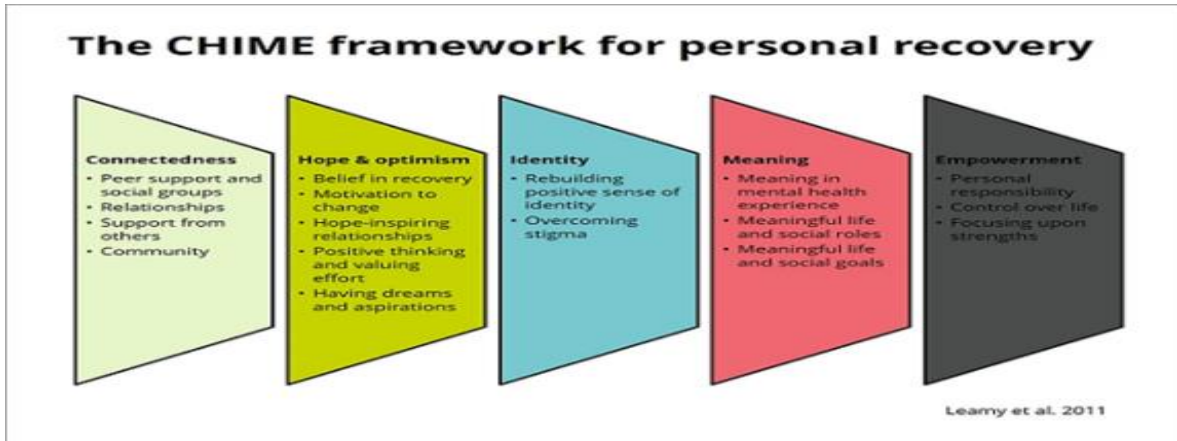 The CHIME framework for personal recovery
Connectedness
• Peer support and
social groups
• Relationships
• Support from
others
• Community
Hope & optimism
• Belief in recovery
• Motivation to
change
• Hope-inspiring
relationships
• Positive thinking
and valuing
effort
• Having dreams
and aspirations
Identity
• Rebuilding
positive sense of
identity
• Overcoming
stigma
Meaning
• Meaning in
mental health
experience
• Meaningful life
and social roles
• Meaningful life
and social goals
Empowerment
• Personal
responsibility
• Control over life
• Focusing upon
strengths
Leamy et al. 2011